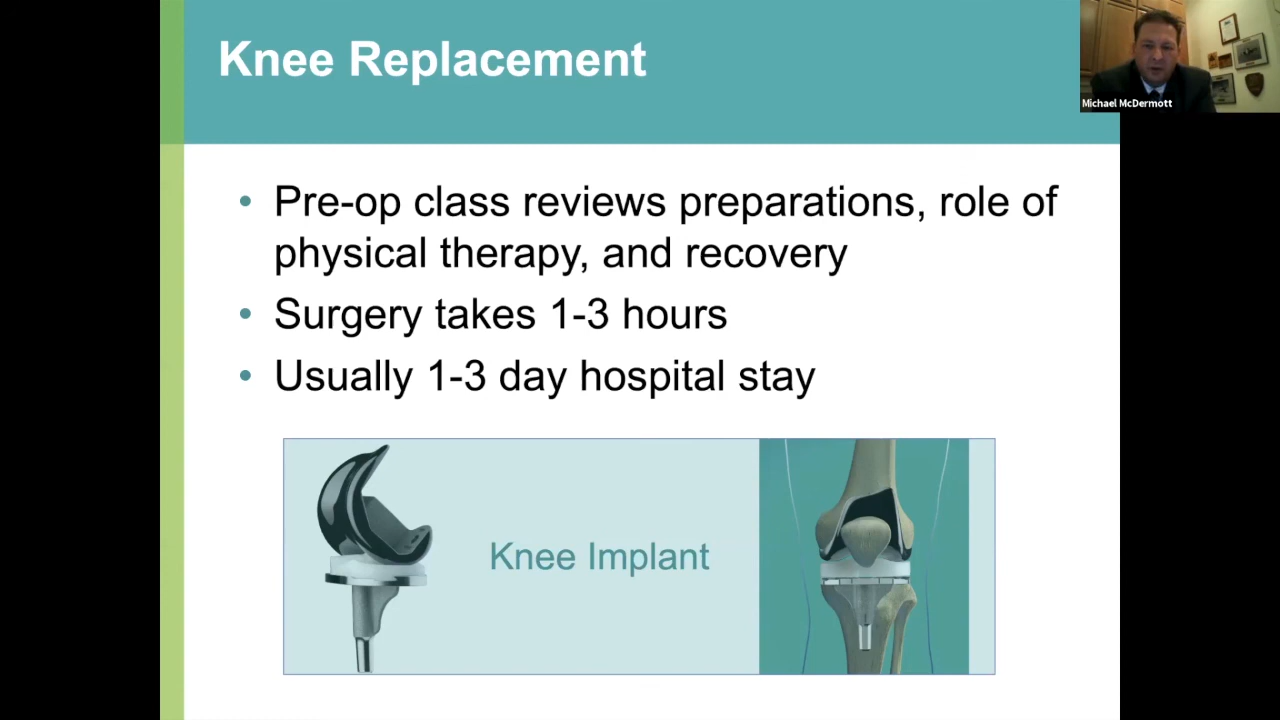 Knee Replacement
Michael McDermott
• Pre-op class reviews preparations, role of
physical therapy, and recovery
• Surgery takes 1-3 hours
• Usually 1-3 day hospital stay
Knee Implant